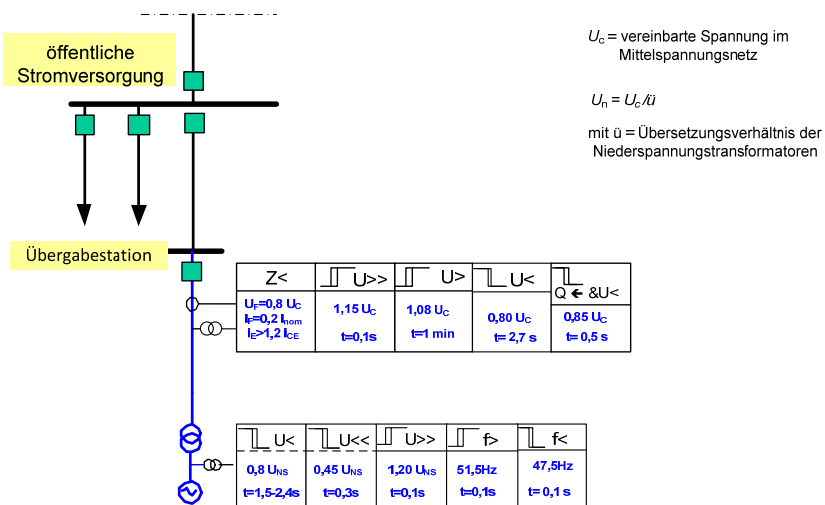 öffentliche
Stromversorgung
U_c = vereinbarte Spannung im
Mittelspannungsnetz
U_n = U_c/ü
mit ü = Übersetzungsverhältnis der
Niederspannungstransformatoren
Übergabestation
Z<
U_F=0,8 U_C
I_F=0,2 I_nom
I_E>1,2 I_CE
U>>
1,15 U_C
t=0,1s
U>
1,08 U_C
t=1 min
U<
0,80 U_C
t= 2,7 s
Q ← &U<
0,85 U_C
t= 0,5 s
U<
0,8 U_NS
t=1,5-2,4s
U<<
0,45 U_NS
t=0,3s
U>>
1,20 U_NS
t=0,1s
f>
51,5Hz
t=0,1s
f<
47,5Hz
t= 0,1 s